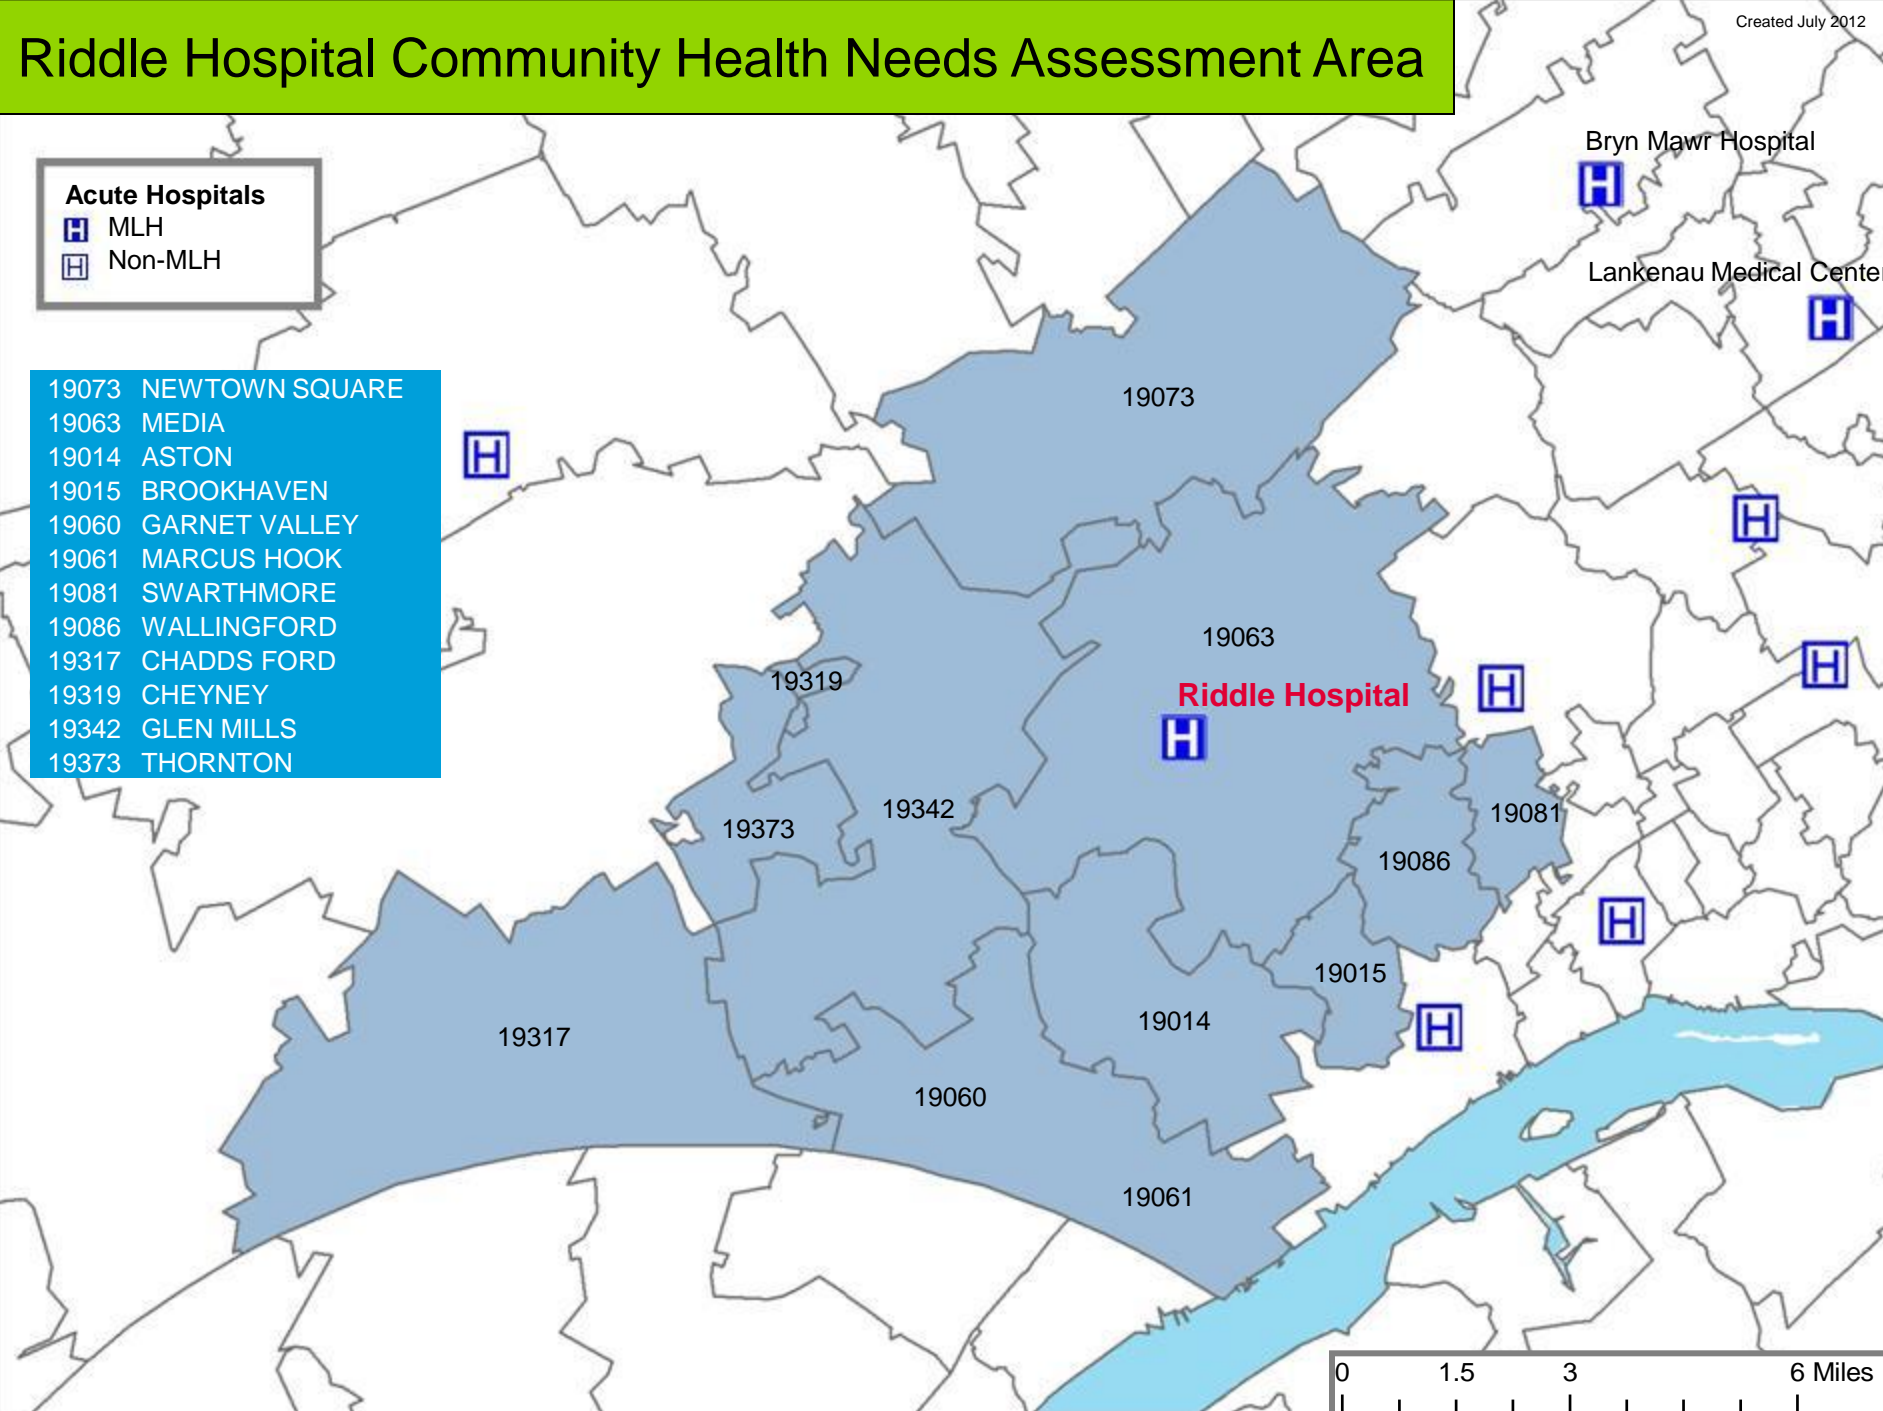 Created July 2012
Riddle Hospital Community Health Needs Assessment Area
Bryn Mawr Hospital
H
Acute Hospitals
H MLH
H Non-MLH
Lankenau Medical Center
H
19073 NEWTOWN SQUARE
19063 MEDIA
19014 ASTON
19015 BROOKHAVEN
19060 GARNET VALLEY
19061 MARCUS HOOK
19081 SWARTHMORE
19086 WALLINGFORD
19317 CHADDS FORD
19319 CHEYNEY
19342 GLEN MILLS
19373 THORNTON
19073
H
H
19063
H
19319
Riddle Hospital
H
H
19342
19081
19373
19086
H
19015
19014
H
19317
19060
19061
0 1.5 3 6 Miles